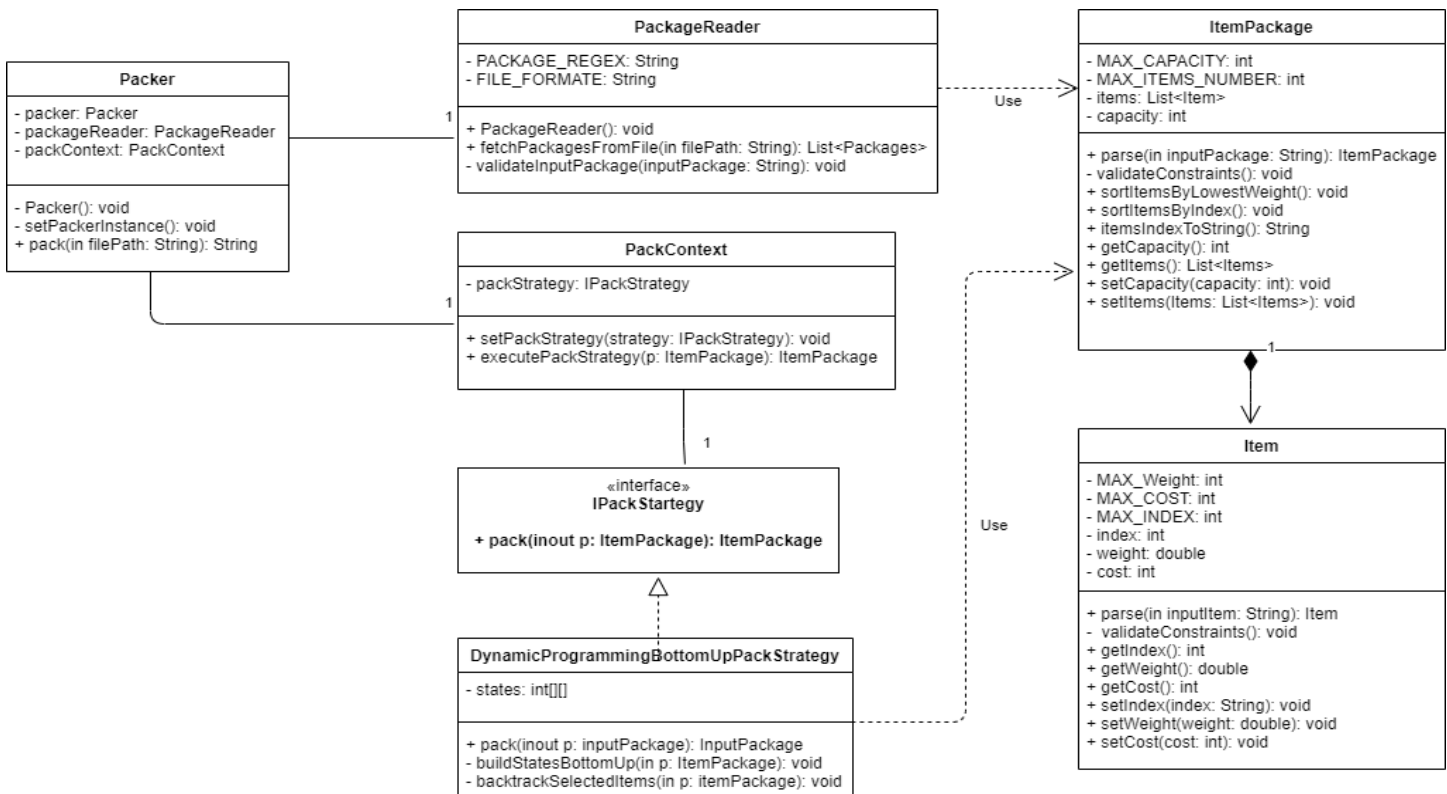 Packer
- packer: Packer
- packageReader: PackageReader
- packContext: PackContext
- Packer(): void
- setPackerInstance(): void
+ pack(in filePath: String): String
1
1
PackageReader
- PACKAGE_REGEX: String
- FILE_FORMATE: String
+ PackageReader(): void
+ fetchPackagesFromFile(in filePath: String): List<Packages>
- validateInputPackage(inputPackage: String): void
Use
PackContext
- packStrategy: IPackStrategy
+ setPackStrategy(strategy: IPackStrategy): void
+ executePackStrategy(p: ItemPackage): ItemPackage
1
«interface»
IPackStartegy
+ pack(inout p: ItemPackage): ItemPackage
DynamicProgrammingBottomUpPackStrategy
- states: int[][]
+ pack(inout p: inputPackage): InputPackage
- buildStatesBottomUp(in p: ItemPackage): void
- backtrackSelectedItems(in p: itemPackage): void
Use
ItemPackage
- MAX_CAPACITY: int
- MAX_ITEMS_NUMBER: int
- items: List<Item>
- capacity: int
+ parse(in inputPackage: String): ItemPackage
- validateConstraints(): void
+ sortItemsByLowestWeight(): void
+ sortItemsByIndex(): void
+ itemsIndexToString(): String
+ getCapacity(): int
+ getItems(): List<Items>
+ setCapacity(capacity: int): void
+ setItems(Items: List<Items>): void
1
Item
- MAX_Weight: int
- MAX_COST: int
- MAX_INDEX: int
- index: int
- weight: double
- cost: int
+ parse(in inputItem: String): Item
- validateConstraints(): void
+ getIndex(): int
+ getWeight(): double
+ getCost(): int
+ setIndex(index: String): void
+ setWeight(weight: double): void
+ setCost(cost: int): void